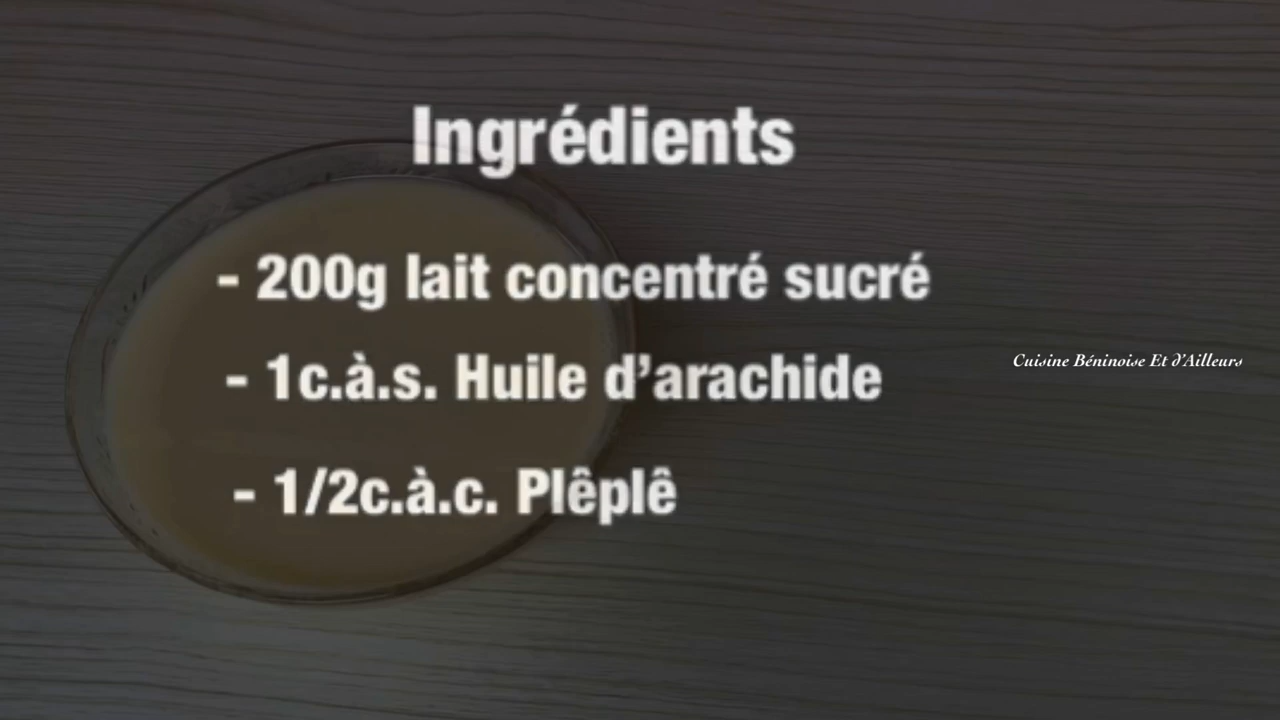 Ingrédients
- 200g lait concentré sucré
- 1c.à.s. Huile d’arachide
Cuisine Béninoise Et d'Ailleurs
- 1/2c.à.c. Plêplê